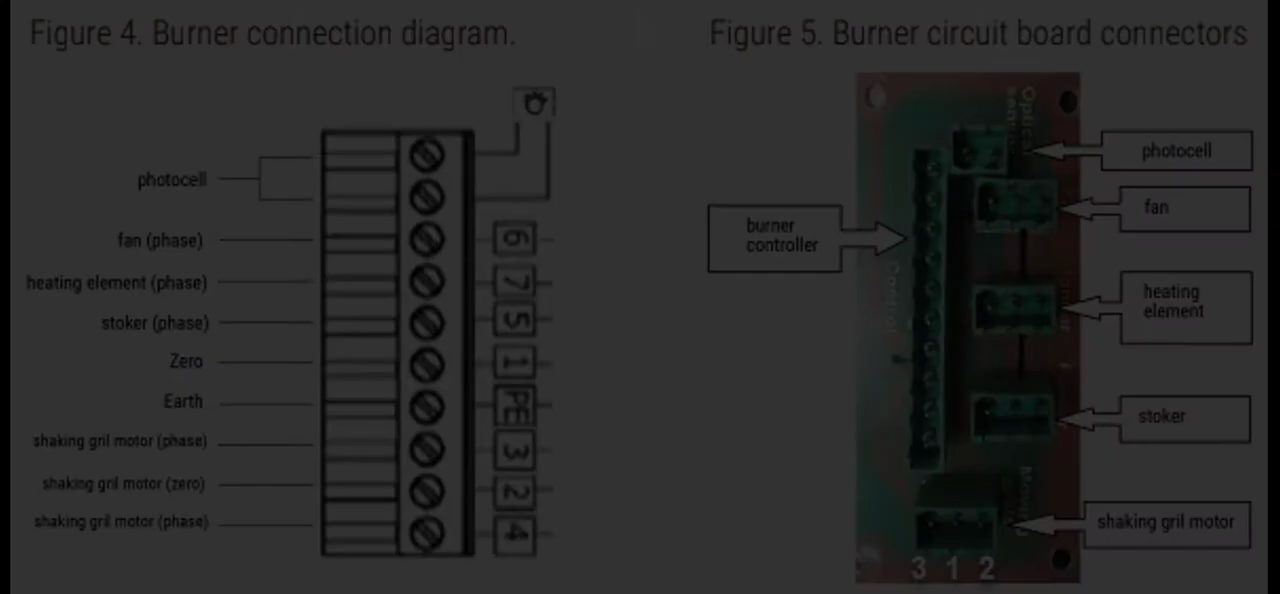 Figure 4. Burner connection diagram.
photocell
fan (phase)
heating element (phase)
stoker (phase)
Zero
Earth
shaking gril motor (phase)
shaking gril motor (zero)
shaking gril motor (phase)
6
7
5
1
PE
3
2
4
Figure 5. Burner circuit board connectors
burner
controller
photocell
fan
heating
element
stoker
shaking gril motor
Control
3 1 2